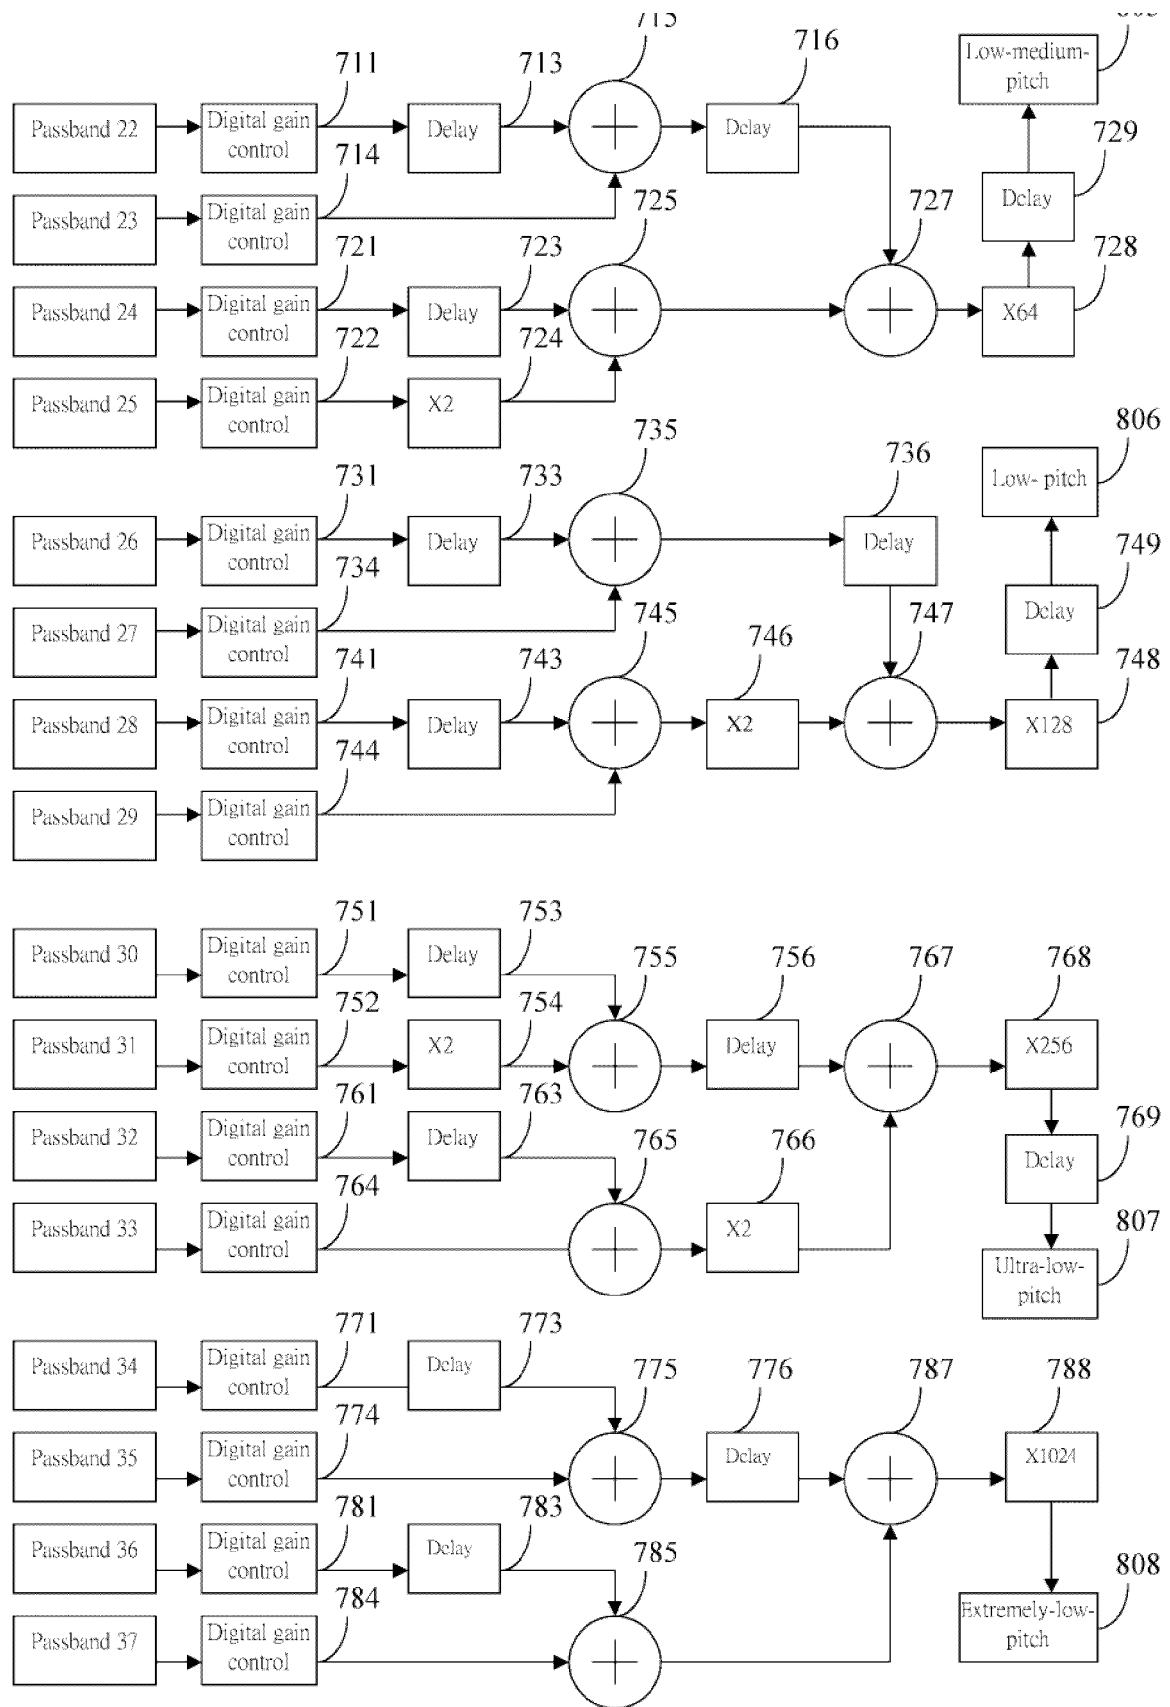 715
805
711
713
716
Low-medium-
pitch
Passband 22
Digital gain
control
Delay
Delay
714
729
Passband 23
Digital gain
control
725
727
Delay
721
723
728
Passband 24
Digital gain
control
Delay
X64
722
724
Passband 25
Digital gain
control
X2
735
736
806
Low- pitch
731
733
Passband 26
Digital gain
control
Delay
Delay
734
749
Passband 27
Digital gain
control
745
746
747
Delay
741
743
748
Passband 28
Digital gain
control
Delay
X2
X128
744
Passband 29
Digital gain
control
751
753
Passband 30
Digital gain
control
Delay
755
756
767
768
752
754
Passband 31
Digital gain
control
X2
Delay
X256
761
763
769
Passband 32
Digital gain
control
Delay
765
766
Delay
764
807
Passband 33
Digital gain
control
X2
Ultra-low-
pitch
771
773
Passband 34
Digital gain
control
Delay
775
776
787
788
774
Passband 35
Digital gain
control
Delay
X1024
781
783
Passband 36
Digital gain
control
Delay
785
808
784
Passband 37
Digital gain
control
Extremely-low-
pitch